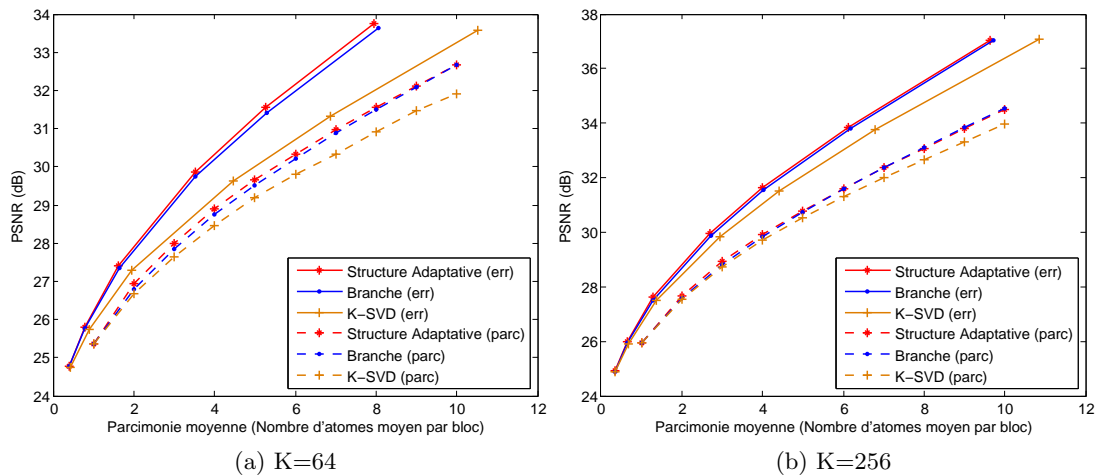 34
33
32
31
30
29
28
27
26
25
24
PSNR (dB)
0 2 4 6 8 10 12
Parcimonie moyenne (Nombre d'atomes moyen par bloc)
Structure Adaptative (err)
Branche (err)
K−SVD (err)
Structure Adaptative (parc)
Branche (parc)
K−SVD (parc)
(a) K=64
38
36
34
32
30
28
26
24
PSNR (dB)
0 2 4 6 8 10 12
Parcimonie moyenne (Nombre d'atomes moyen par bloc)
Structure Adaptative (err)
Branche (err)
K−SVD (err)
Structure Adaptative (parc)
Branche (parc)
K−SVD (parc)
(b) K=256